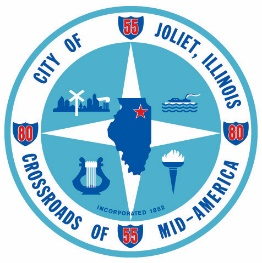 55
CITY OF
JOLIET, ILLINOIS
80
80
INCORPORATED 1852
CROSSROADS OF
MID-AMERICA
55